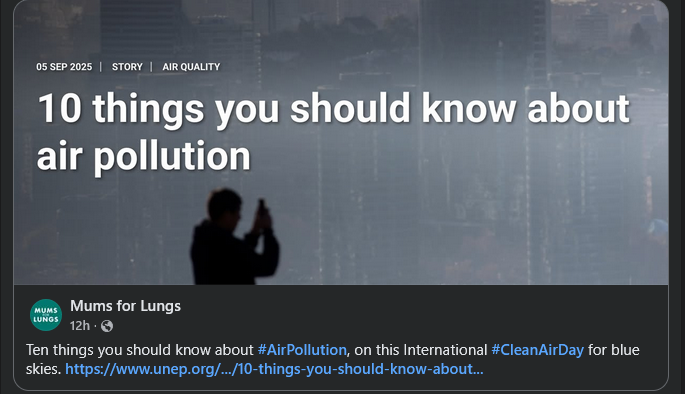 05 SEP 2025 | STORY | AIR QUALITY
10 things you should know about
air pollution
MUMS
FOR
LUNGS
Mums for Lungs
12h ·
Ten things you should know about #AirPollution, on this International #CleanAirDay for blue
skies. https://www.unep.org/.../10-things-you-should-know-about...